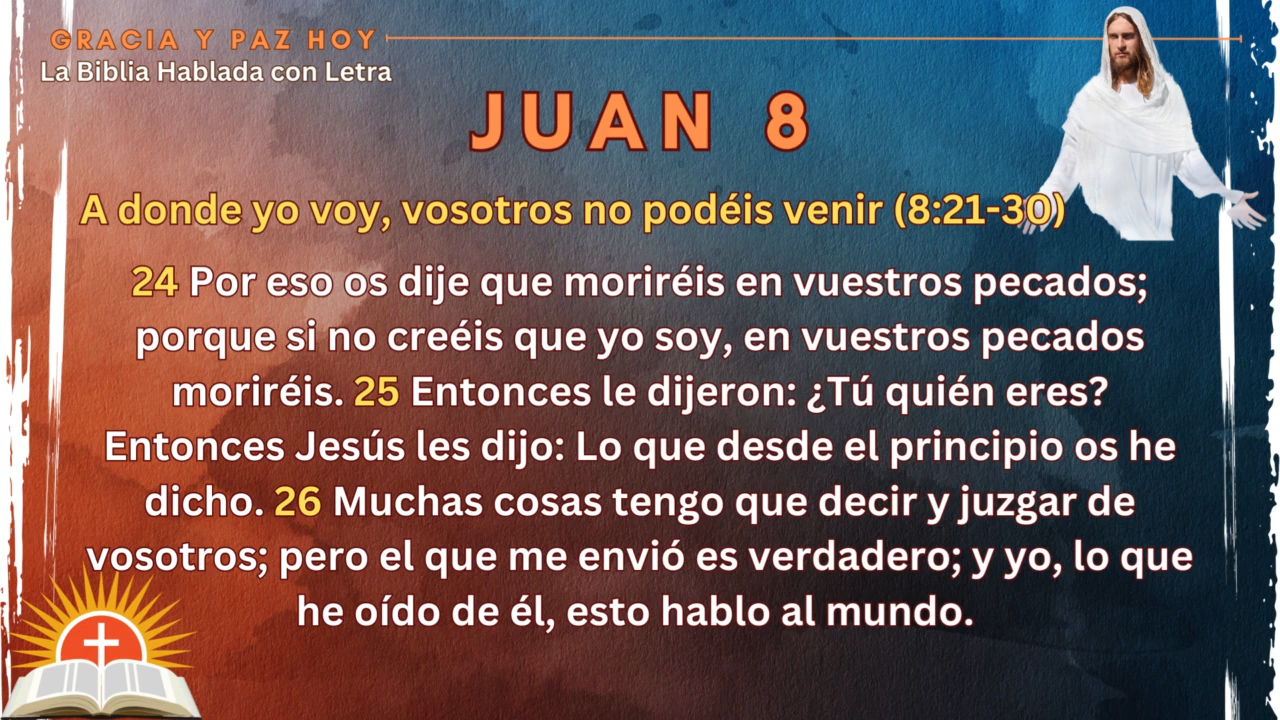 GRACIA Y PAZ HOY
La Biblia Hablada con Letra
JUAN 8
A donde yo voy, vosotros no podéis venir (8:21-30)
24 Por eso os dije que moriréis en vuestros pecados;
porque si no creéis que yo soy, en vuestros pecados
moriréis. 25 Entonces le dijeron: ¿Tú quién eres?
Entonces Jesús les dijo: Lo que desde el principio os he
dicho. 26 Muchas cosas tengo que decir y juzgar de
vosotros; pero el que me envió es verdadero; y yo, lo que
he oído de él, esto hablo al mundo.